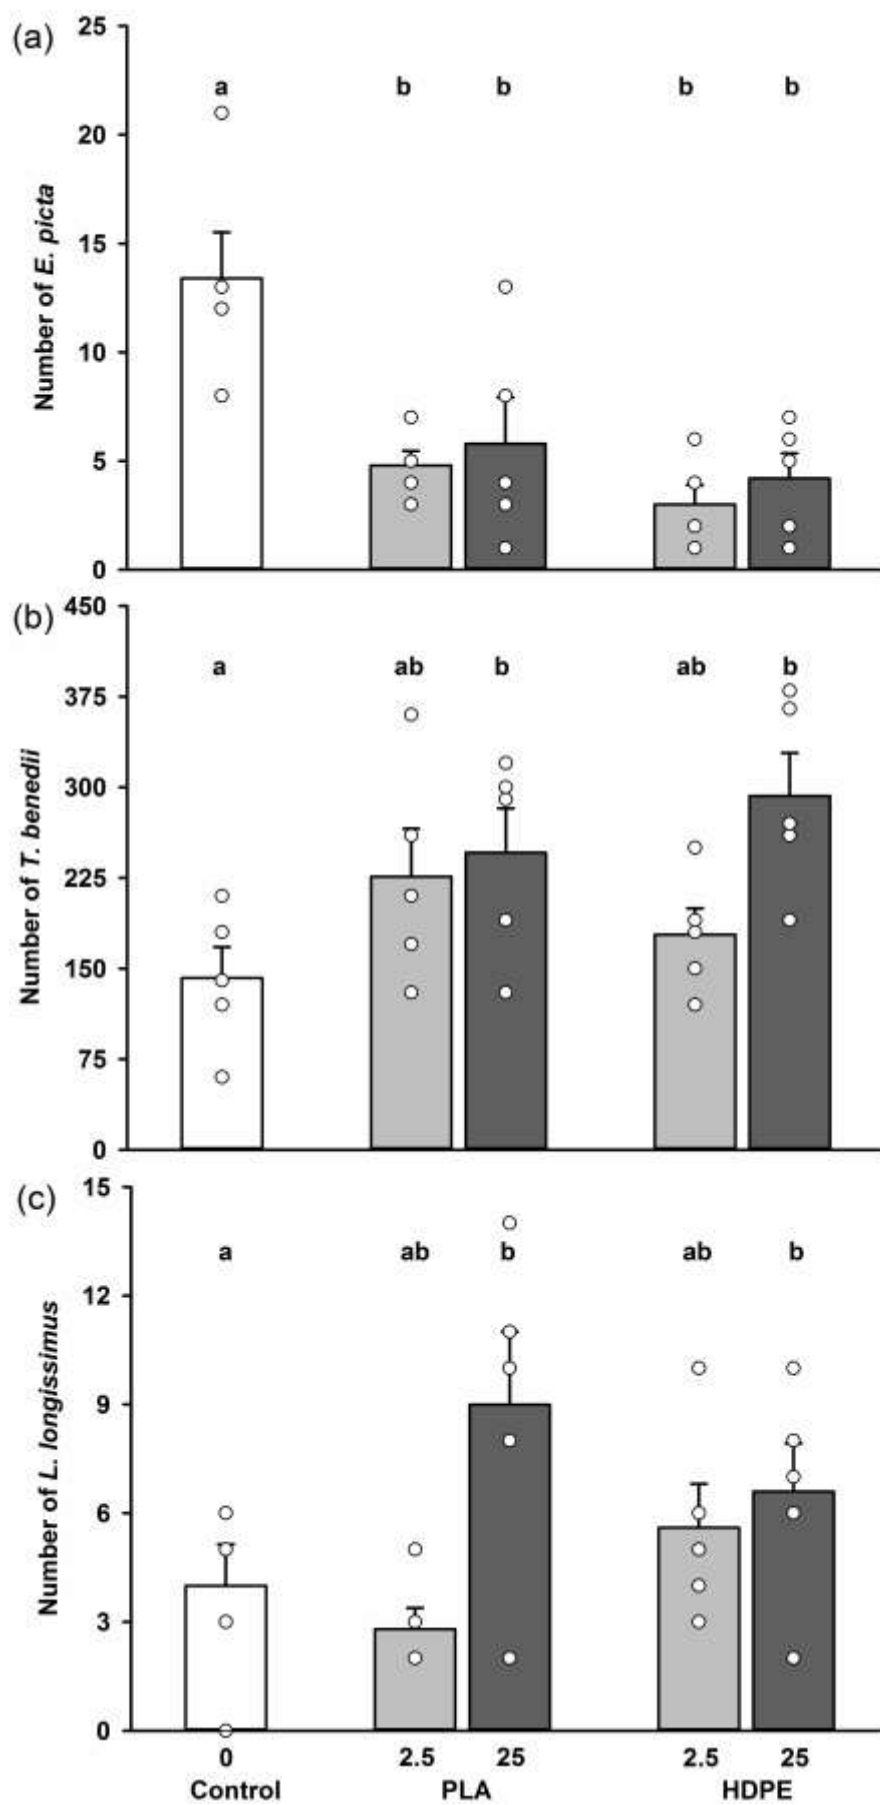 (a)
25
20
15
10
5
0
Number of E. picta
a b b b b
(b)
450
375
300
225
150
75
0
Number of T. benedii
a ab b ab b
(c)
15
12
9
6
3
0
Number of L. longissimus
a ab b ab b
0 2.5 25 2.5 25
Control PLA HDPE